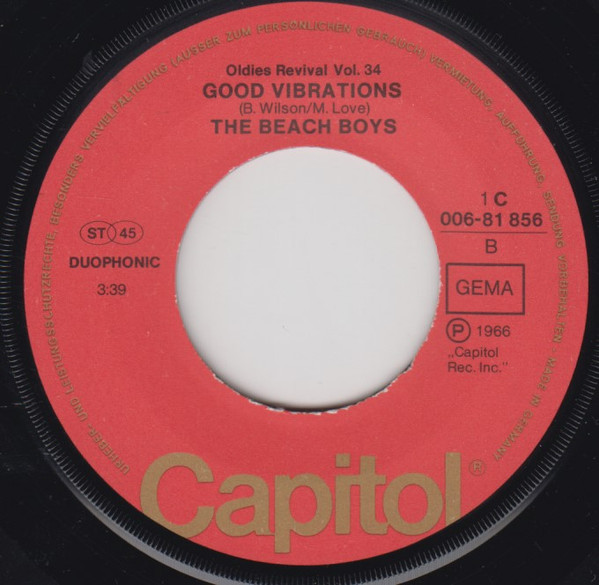 URHEBER- UND LEISTUNGSSCHUTZRECHTE, BESONDERS VERVIELFÄLTIGUNG (AUSSER ZUM PERSÖNLICHEN GEBRAUCH) VERMIETUNG, AUFFÜHRUNG, SENDUNG VORBEHALTEN · MADE IN GERMANY
Oldies Revival Vol. 34
GOOD VIBRATIONS
(B. Wilson/M. Love)
THE BEACH BOYS
ST 45
DUOPHONIC
3:39
1 C
006-81 856
B
GEMA
Ⓟ 1966
„Capitol
Rec. Inc."
Capitol®